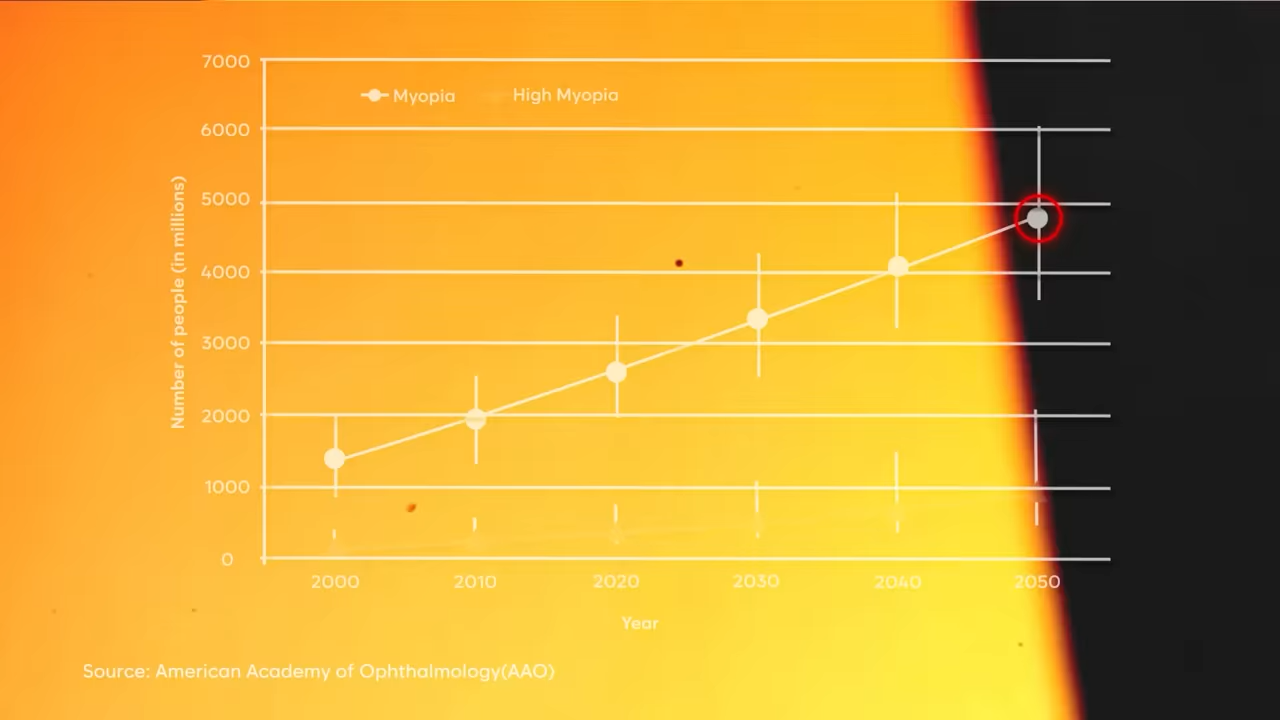 7000
Myopia High Myopia
6000
5000
4000
3000
2000
1000
0
Number of people (in millions)
2000 2010 2020 2030 2040 2050
Year
Source: American Academy of Ophthalmology(AAO)